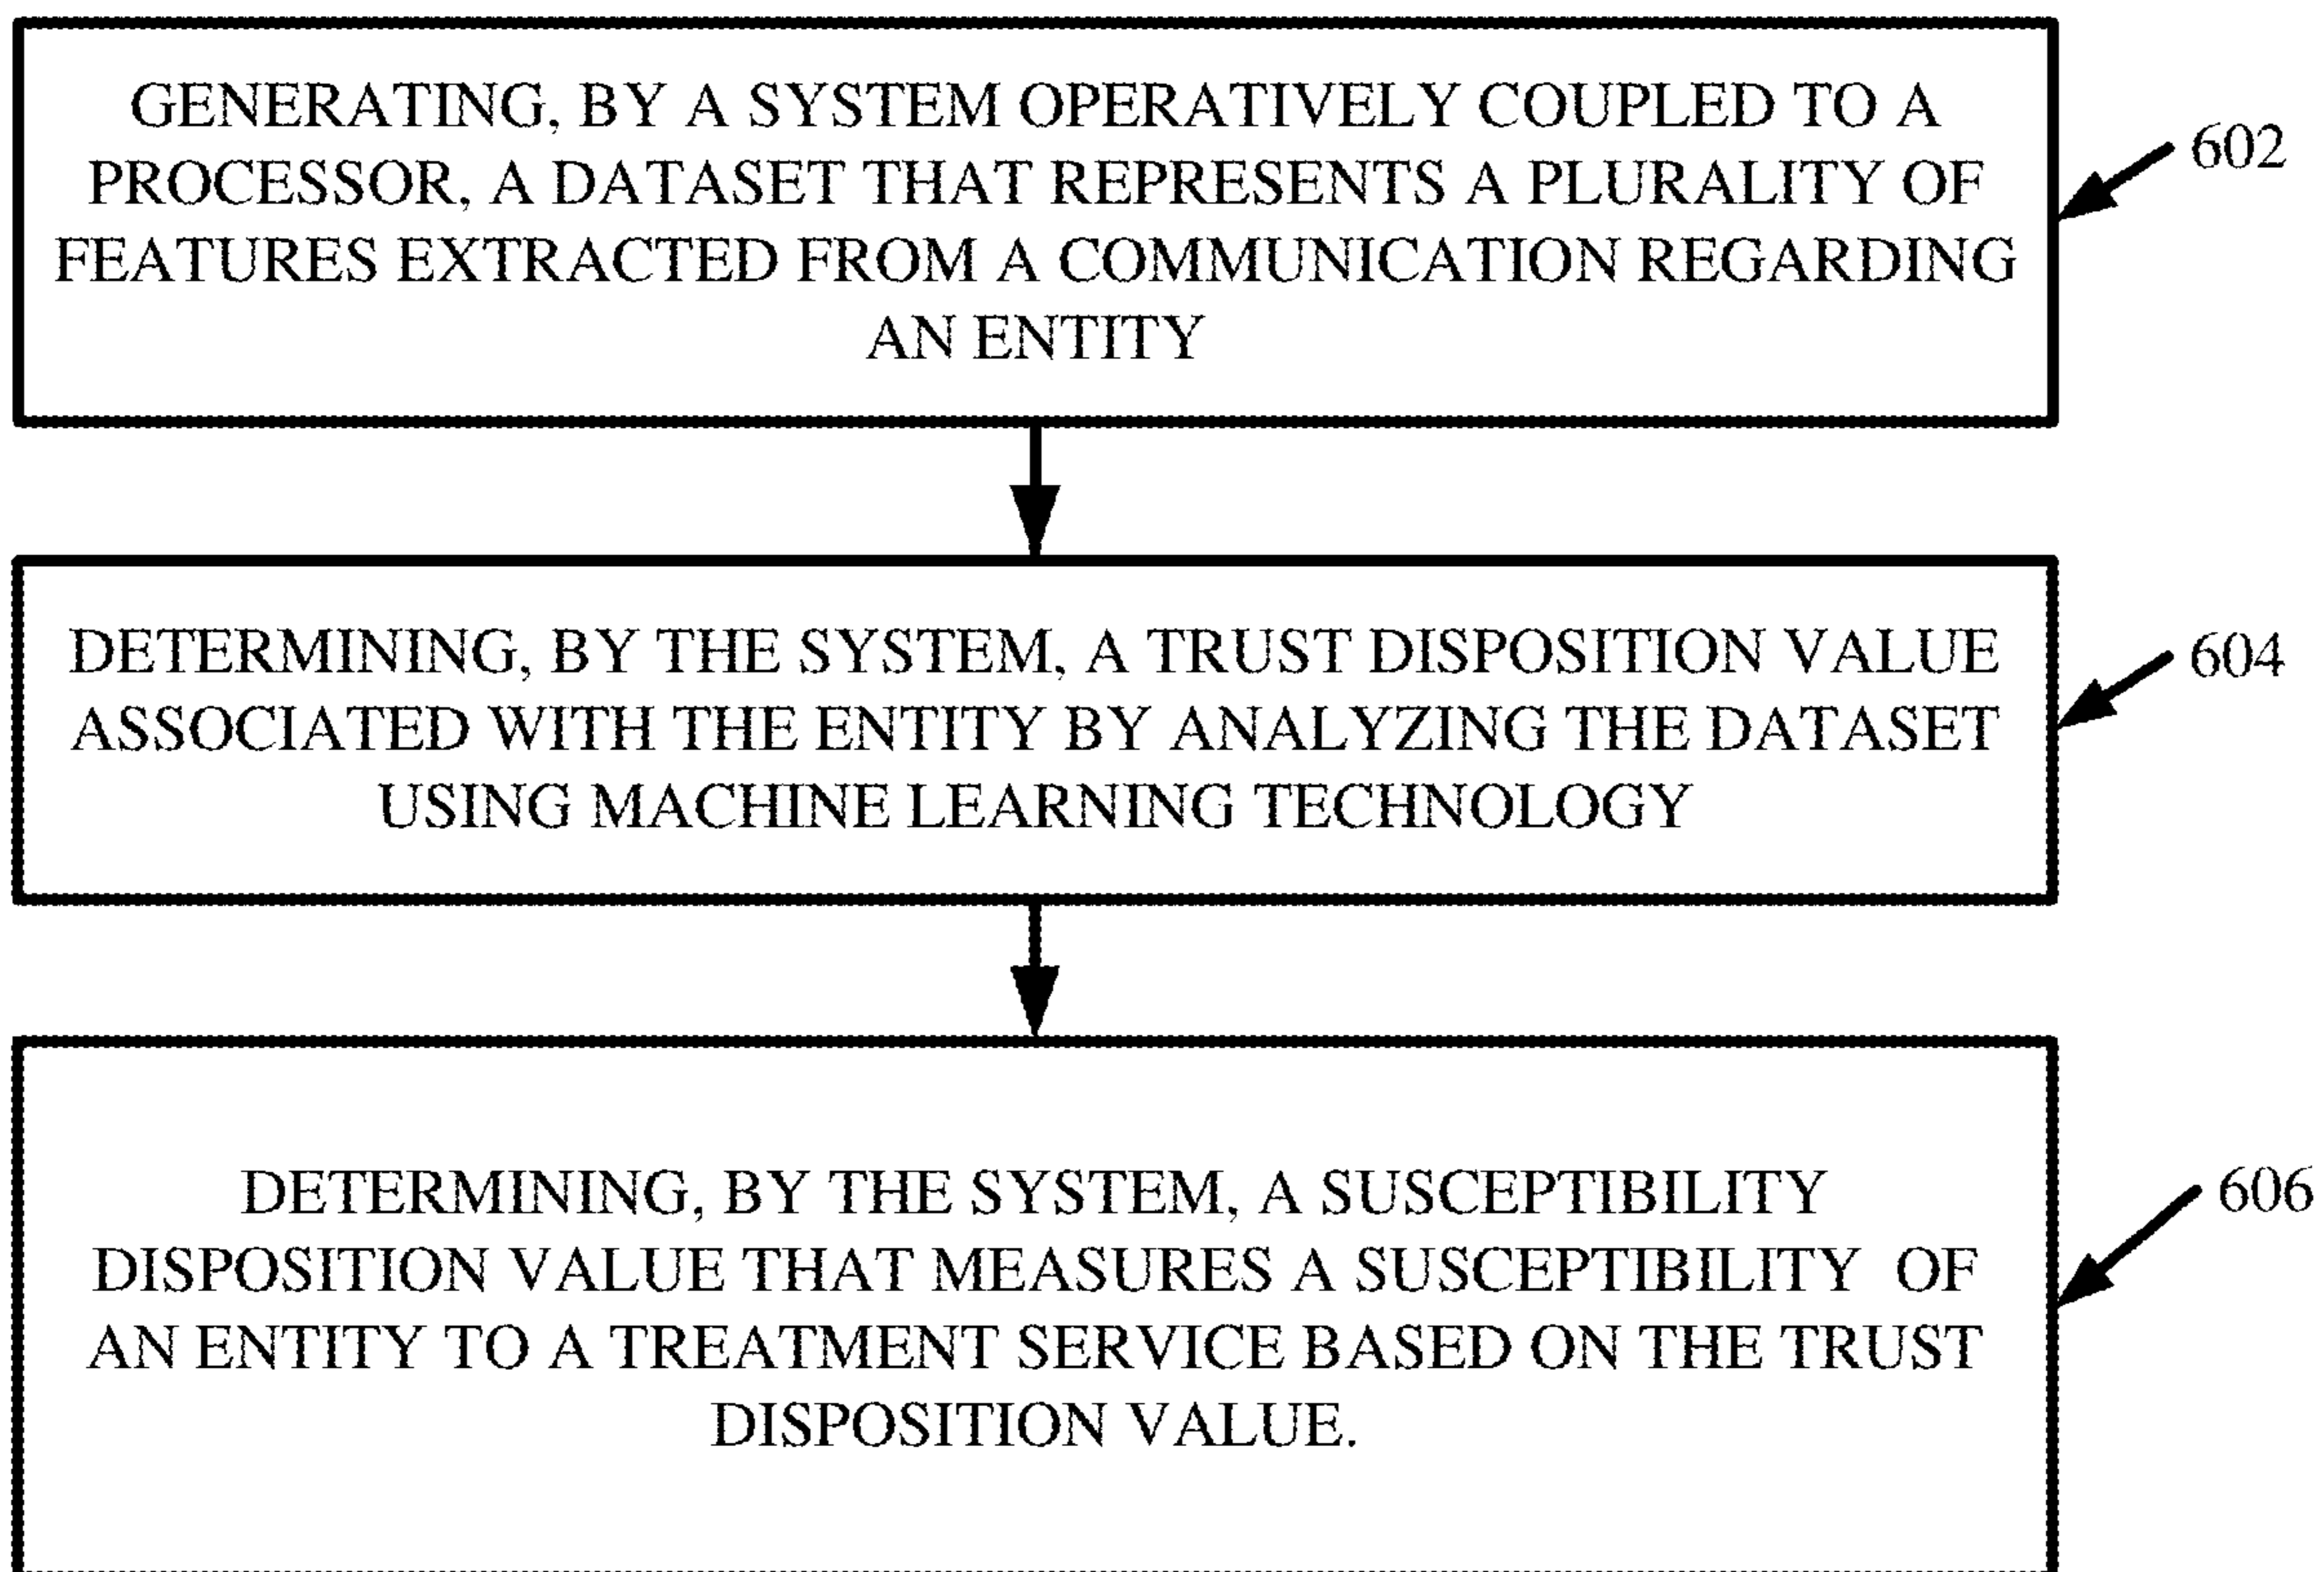 GENERATING, BY A SYSTEM OPERATIVELY COUPLED TO A
PROCESSOR, A DATASET THAT REPRESENTS A PLURALITY OF
FEATURES EXTRACTED FROM A COMMUNICATION REGARDING
AN ENTITY
602
DETERMINING, BY THE SYSTEM, A TRUST DISPOSITION VALUE
ASSOCIATED WITH THE ENTITY BY ANALYZING THE DATASET
USING MACHINE LEARNING TECHNOLOGY
604
DETERMINING, BY THE SYSTEM, A SUSCEPTIBILITY
DISPOSITION VALUE THAT MEASURES A SUSCEPTIBILITY OF
AN ENTITY TO A TREATMENT SERVICE BASED ON THE TRUST
DISPOSITION VALUE.
606